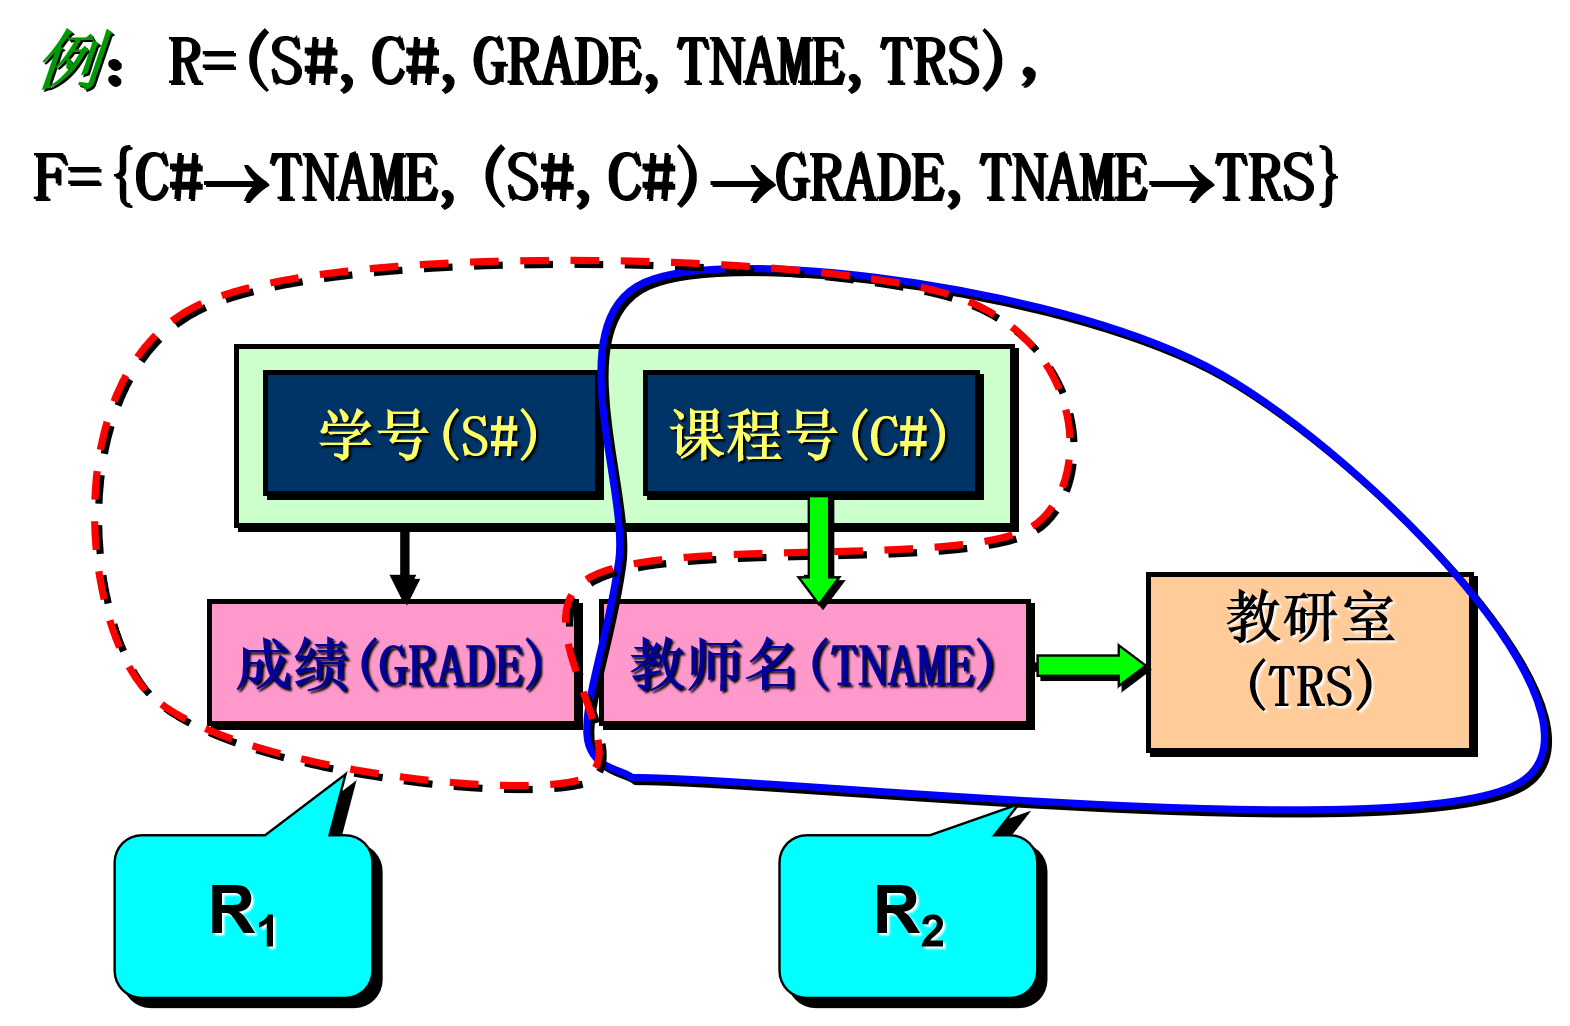 例：R=(S#,C#,GRADE,TNAME,TRS),
F={C#→TNAME,(S#,C#)→GRADE,TNAME→TRS}
学号(S#)
课程号(C#)
成绩(GRADE)
教师名(TNAME)
教研室
(TRS)
R₁
R₂